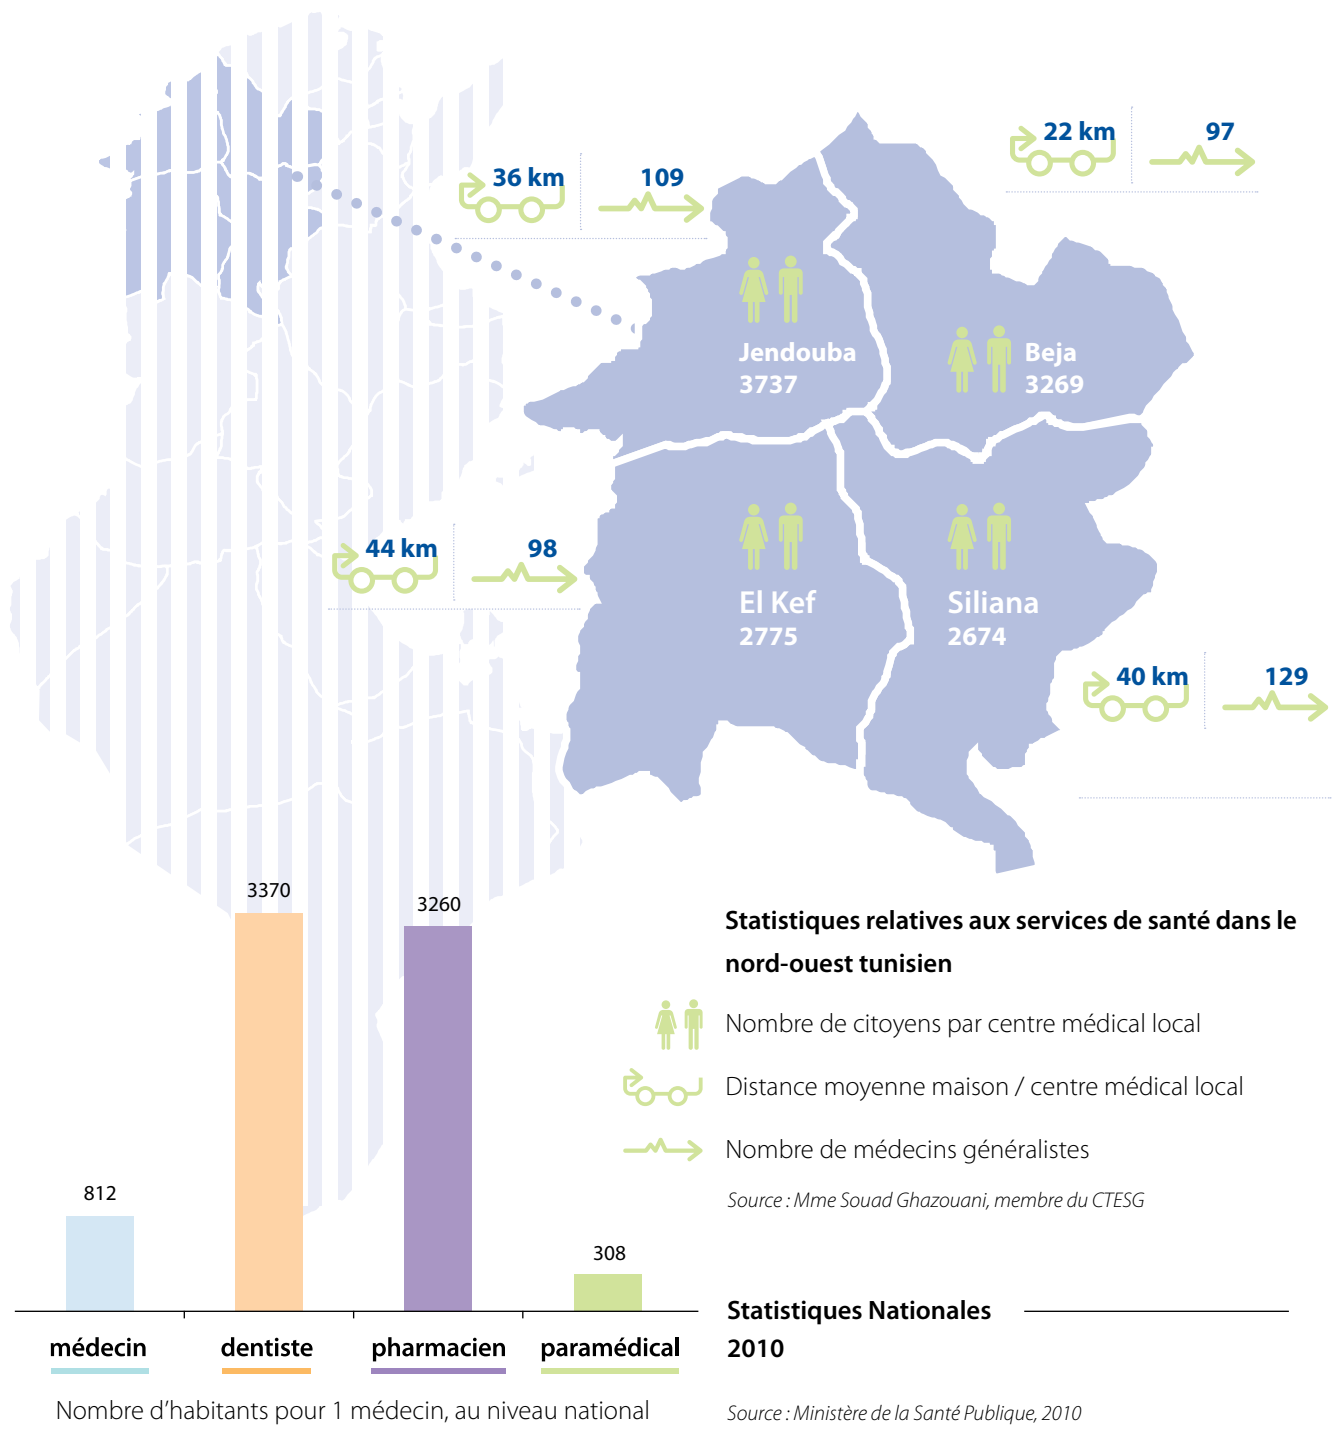 22 km
97
36 km
109
Jendouba
3737
Beja
3269
44 km
98
El Kef
2775
Siliana
2674
40 km
129
3370
3260
812
308
médecin
dentiste
pharmacien
paramédical
Nombre d’habitants pour 1 médecin, au niveau national
Statistiques relatives aux services de santé dans le
nord-ouest tunisien
Nombre de citoyens par centre médical local
Distance moyenne maison / centre médical local
Nombre de médecins généralistes
Source : Mme Souad Ghazouani, membre du CTESG
Statistiques Nationales
2010
Source : Ministère de la Santé Publique, 2010